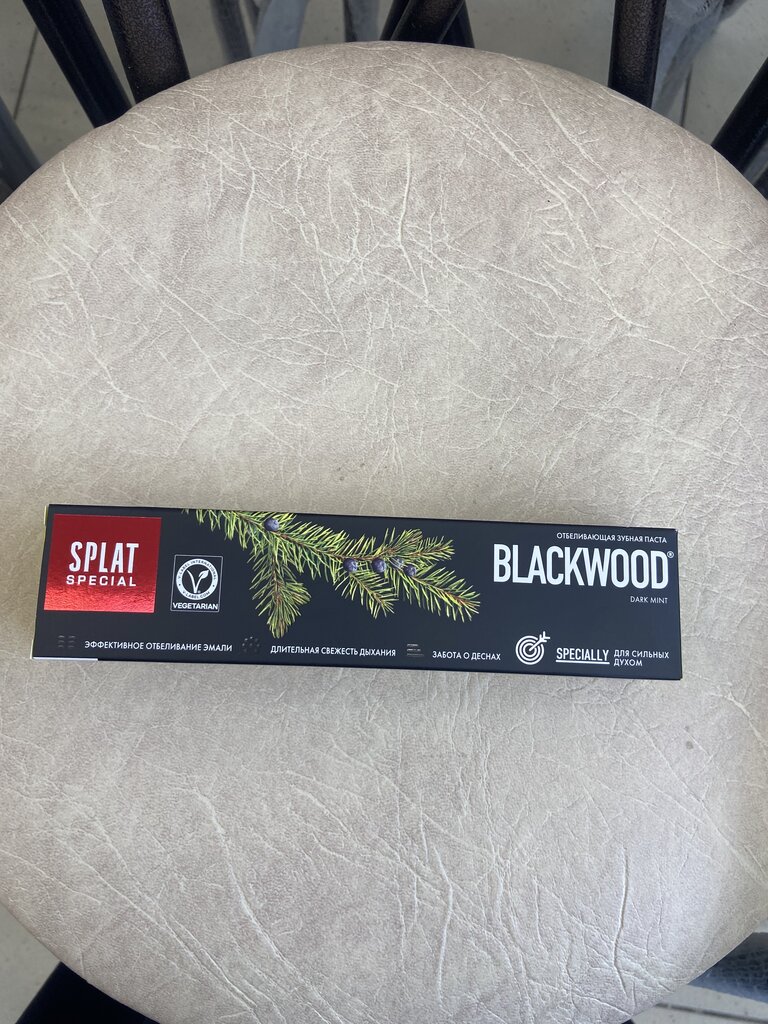 SPLAT
SPECIAL
VEGETARIAN
ОТБЕЛИВАЮЩАЯ ЗУБНАЯ ПАСТА
BLACKWOOD®
DARK MINT
ЭФФЕКТИВНОЕ ОТБЕЛИВАНИЕ ЭМАЛИ
ДЛИТЕЛЬНАЯ СВЕЖЕСТЬ ДЫХАНИЯ
ЗАБОТА О ДЕСНАХ
SPECIALLY ДЛЯ СИЛЬНЫХ
ДУХОМ